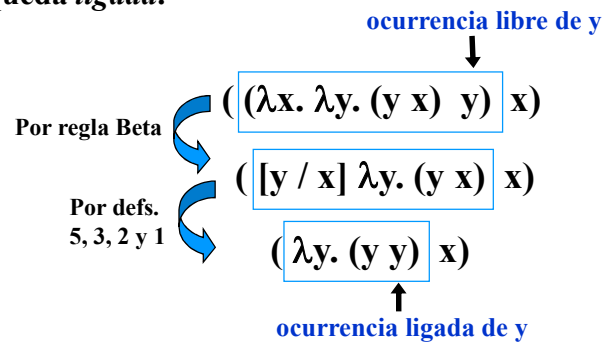 queda ligada:
ocurrencia libre de y
( (λx. λy. (y x) y) x)
Por regla Beta
( [y / x] λy. (y x) x)
Por defs.
5, 3, 2 y 1
( λy. (y y) x)
ocurrencia ligada de y